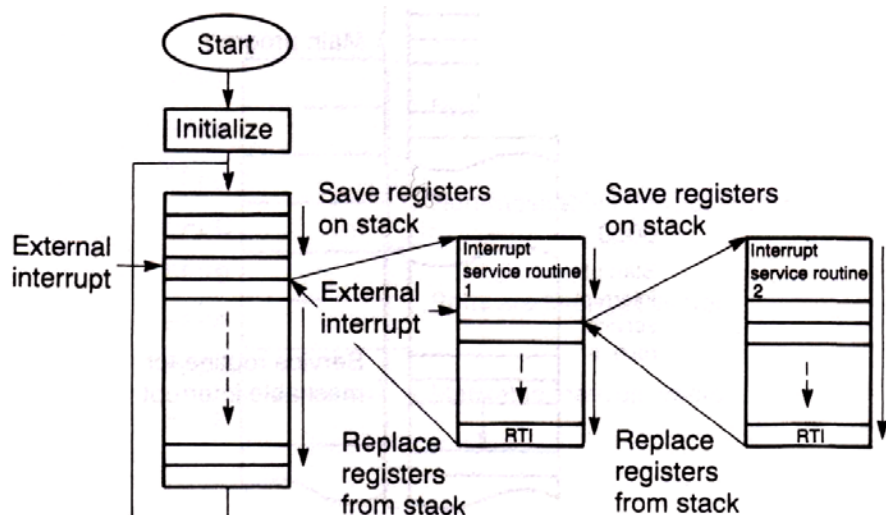 Start
Initialize
Save registers
on stack
External
interrupt
Interrupt
service routine
1
External
interrupt
Replace
registers
from stack
RTI
Save registers
on stack
Interrupt
service routine
2
Replace
registers
from stack
RTI